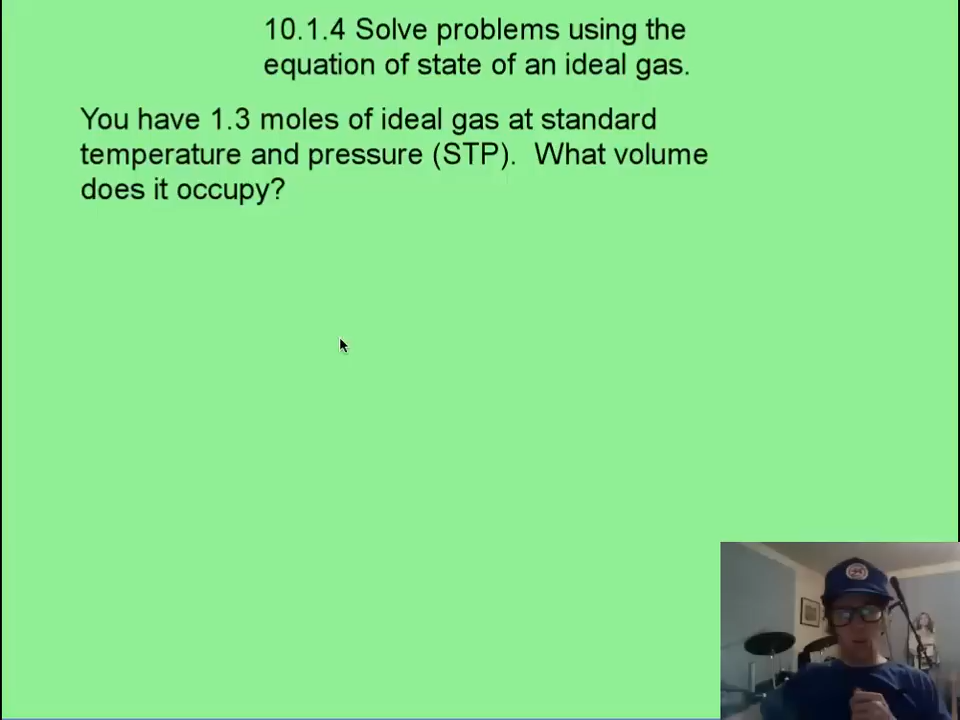 10.1.4 Solve problems using the
equation of state of an ideal gas.
You have 1.3 moles of ideal gas at standard
temperature and pressure (STP).  What volume
does it occupy?